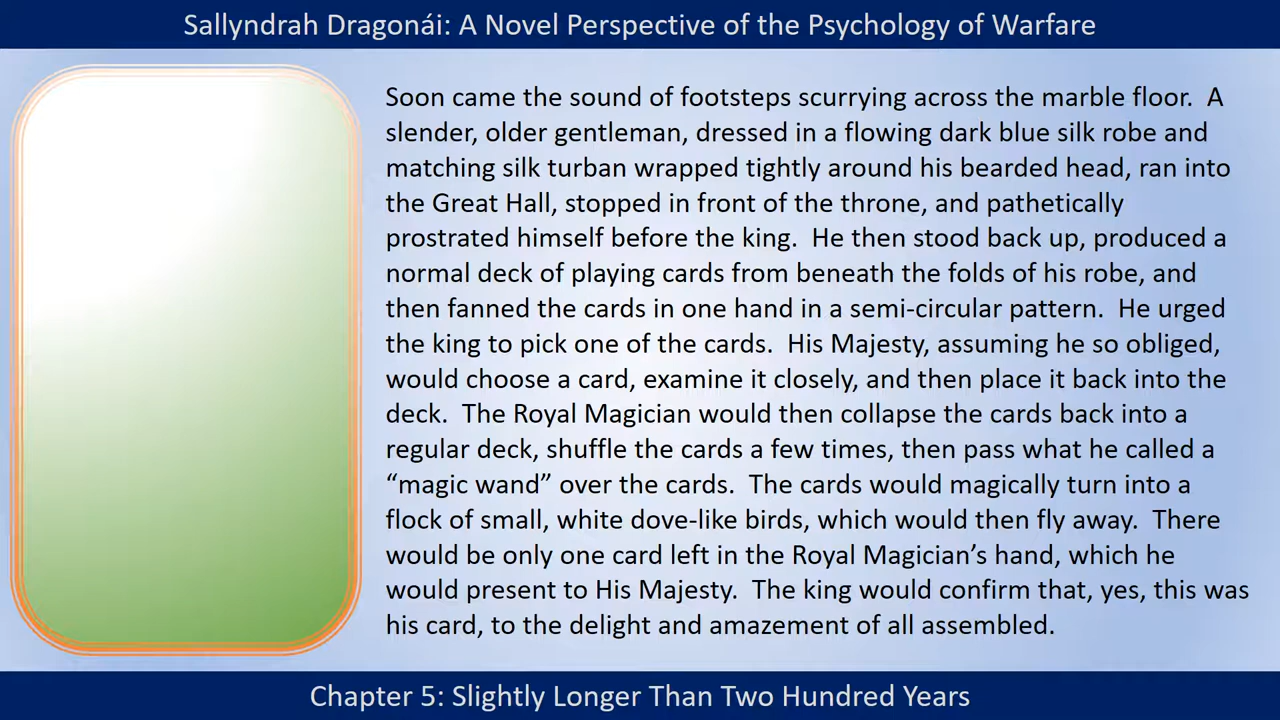 Sallyndrah Dragonái: A Novel Perspective of the Psychology of Warfare
Soon came the sound of footsteps scurrying across the marble floor.  A
slender, older gentleman, dressed in a flowing dark blue silk robe and
matching silk turban wrapped tightly around his bearded head, ran into
the Great Hall, stopped in front of the throne, and pathetically
prostrated himself before the king.  He then stood back up, produced a
normal deck of playing cards from beneath the folds of his robe, and
then fanned the cards in one hand in a semi-circular pattern.  He urged
the king to pick one of the cards.  His Majesty, assuming he so obliged,
would choose a card, examine it closely, and then place it back into the
deck.  The Royal Magician would then collapse the cards back into a
regular deck, shuffle the cards a few times, then pass what he called a
“magic wand” over the cards.  The cards would magically turn into a
flock of small, white dove-like birds, which would then fly away.  There
would be only one card left in the Royal Magician’s hand, which he
would present to His Majesty.  The king would confirm that, yes, this was
his card, to the delight and amazement of all assembled.
Chapter 5: Slightly Longer Than Two Hundred Years